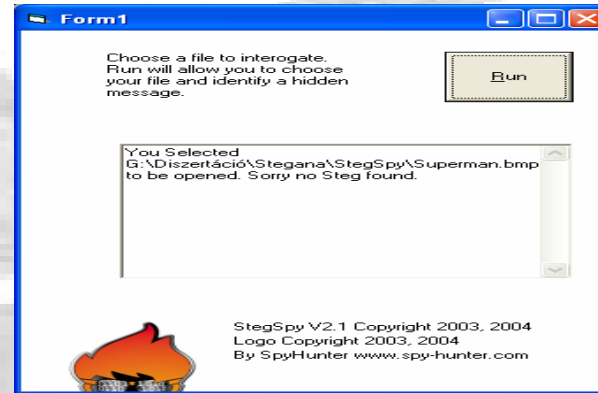 Form1
Choose a file to interogate.
Run will allow you to choose
your file and identify a hidden
message.
Run
You Selected
G:\Diszertáció\Stegana\StegSpy\Superman.bmp
to be opened. Sorry no Steg found.
StegSpy V2.1 Copyright 2003, 2004
Logo Copyright 2003, 2004
By SpyHunter www.spy-hunter.com